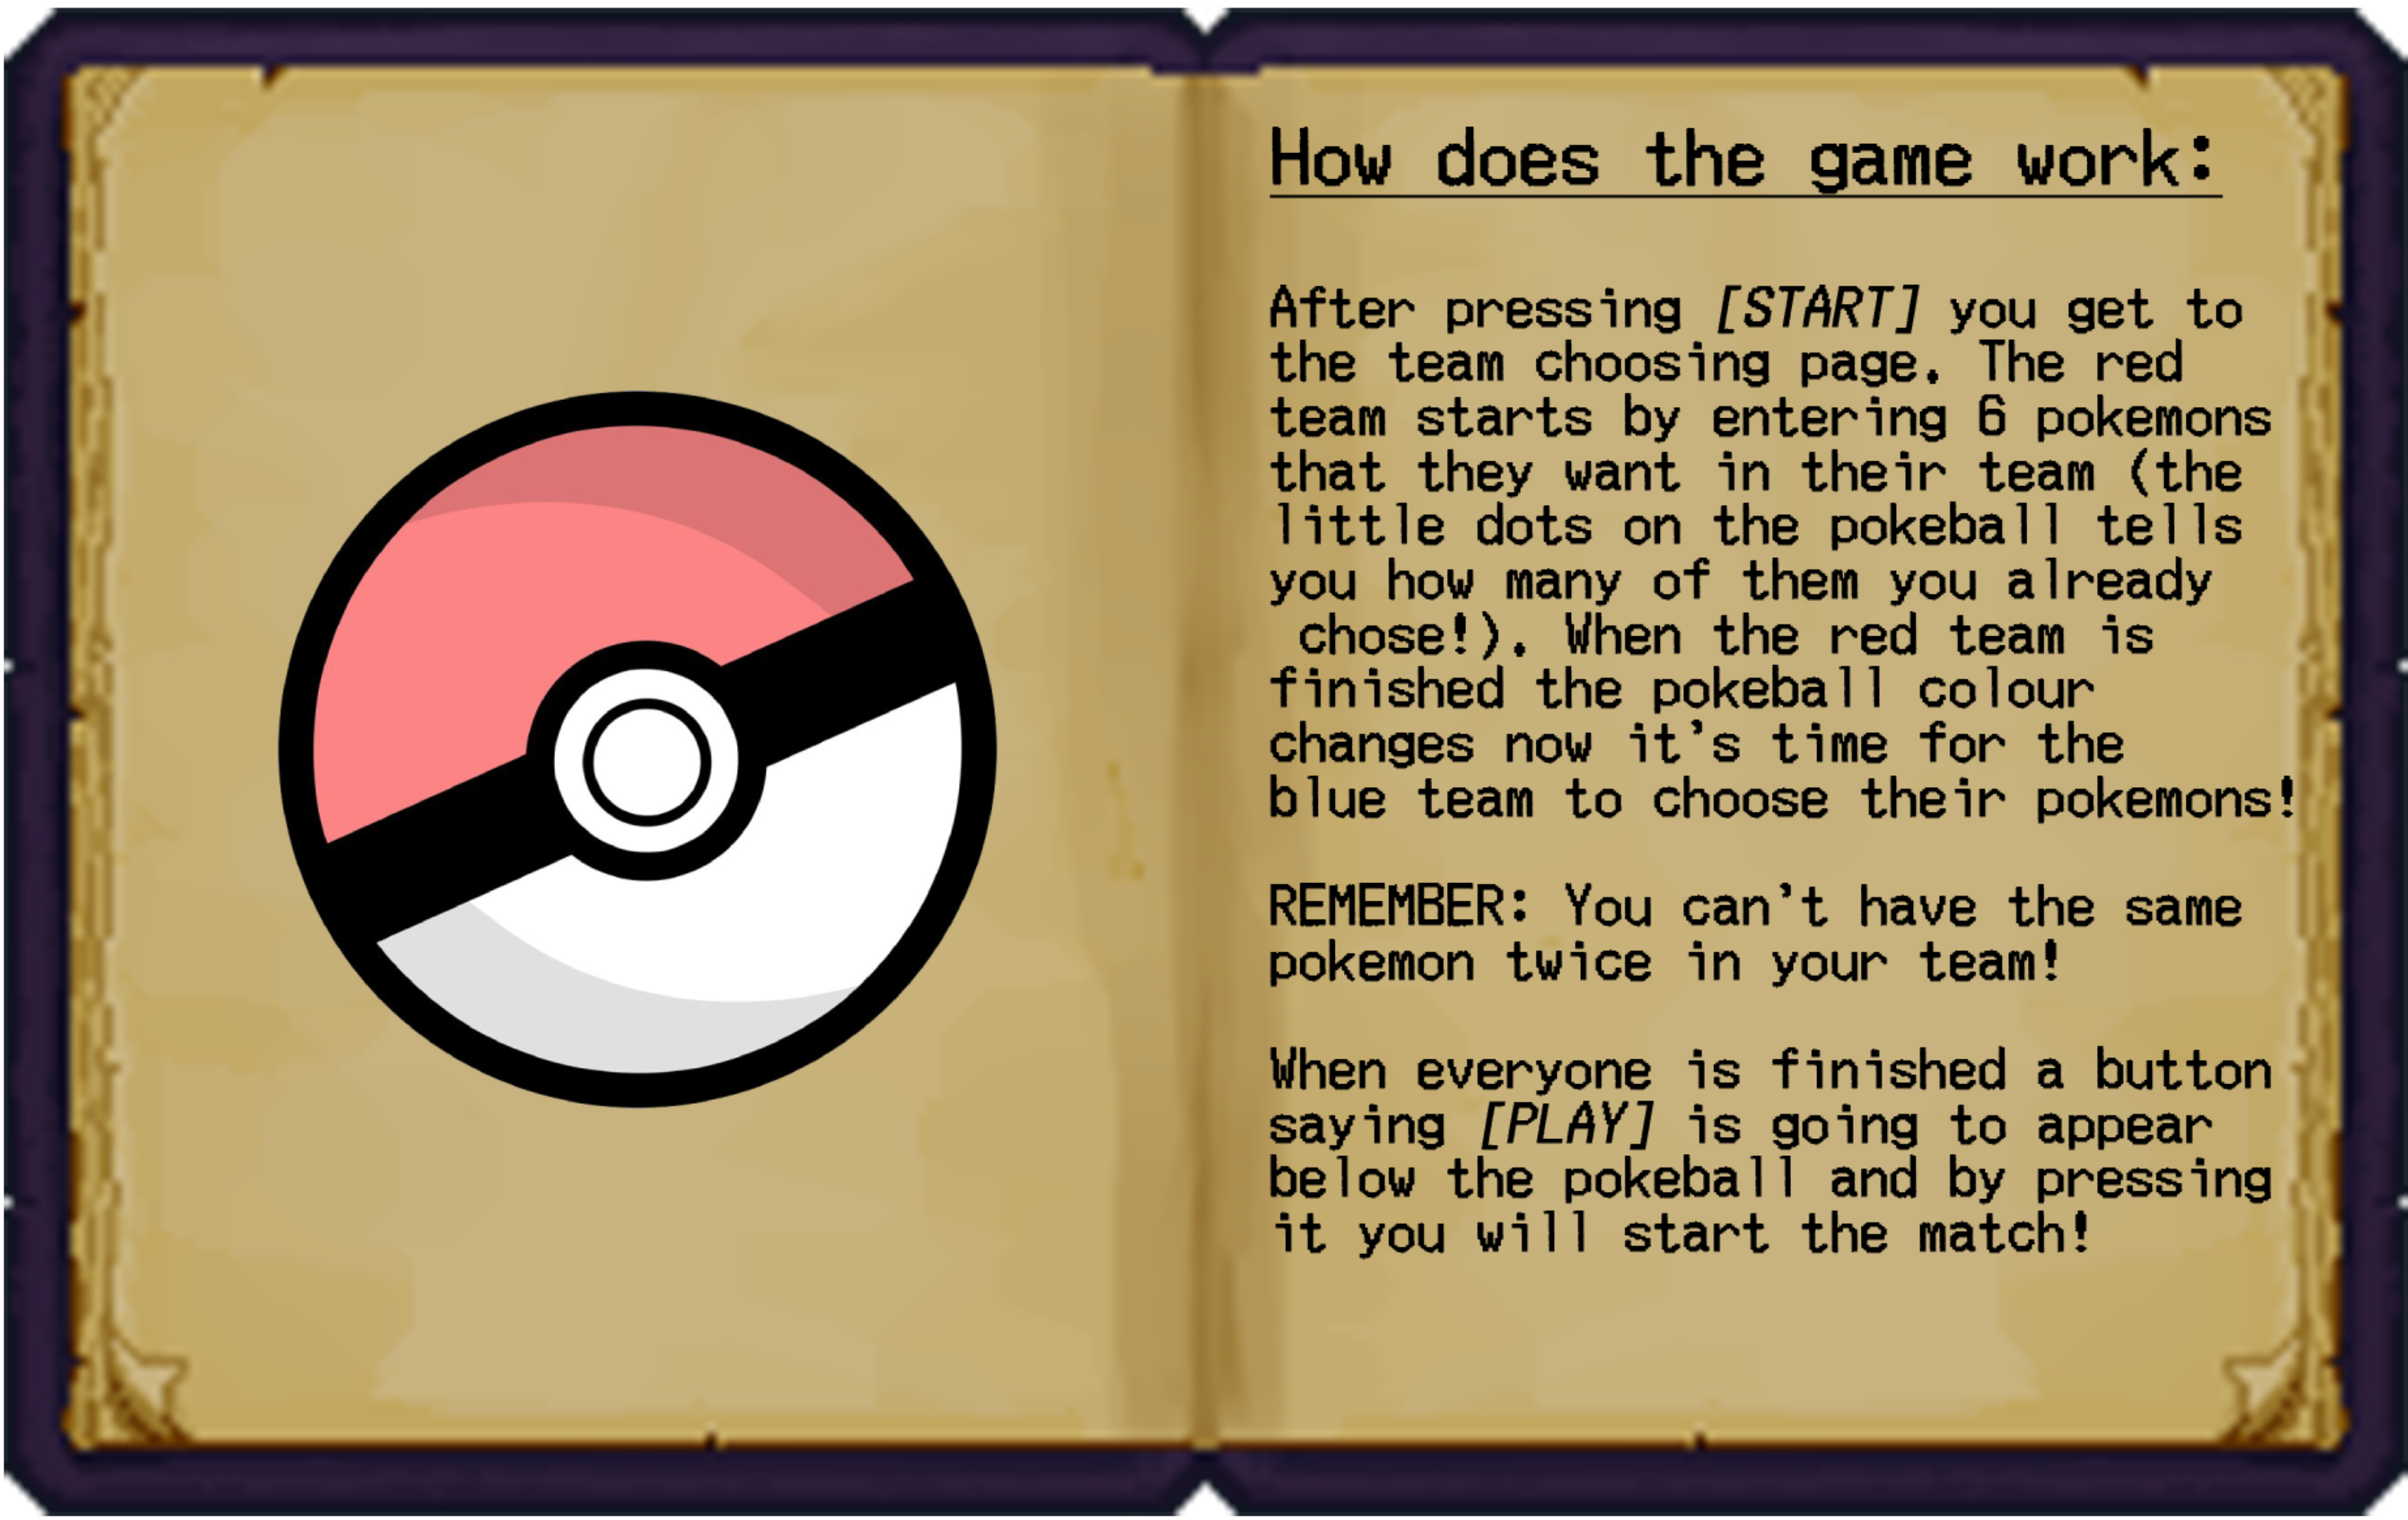 How does the game work:
After pressing [START] you get to
the team choosing page. The red
team starts by entering 6 pokemons
that they want in their team (the
little dots on the pokeball tells
you how many of them you already
chose!). When the red team is
finished the pokeball colour
changes now it's time for the
blue team to choose their pokemons!
REMEMBER: You can't have the same
pokemon twice in your team!
When everyone is finished a button
saying [PLAY] is going to appear
below the pokeball and by pressing
it you will start the match!